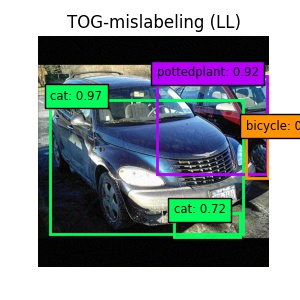 TOG-mislabeling (LL)
pottedplant: 0.92
cat: 0.97
bicycle: 0
cat: 0.72